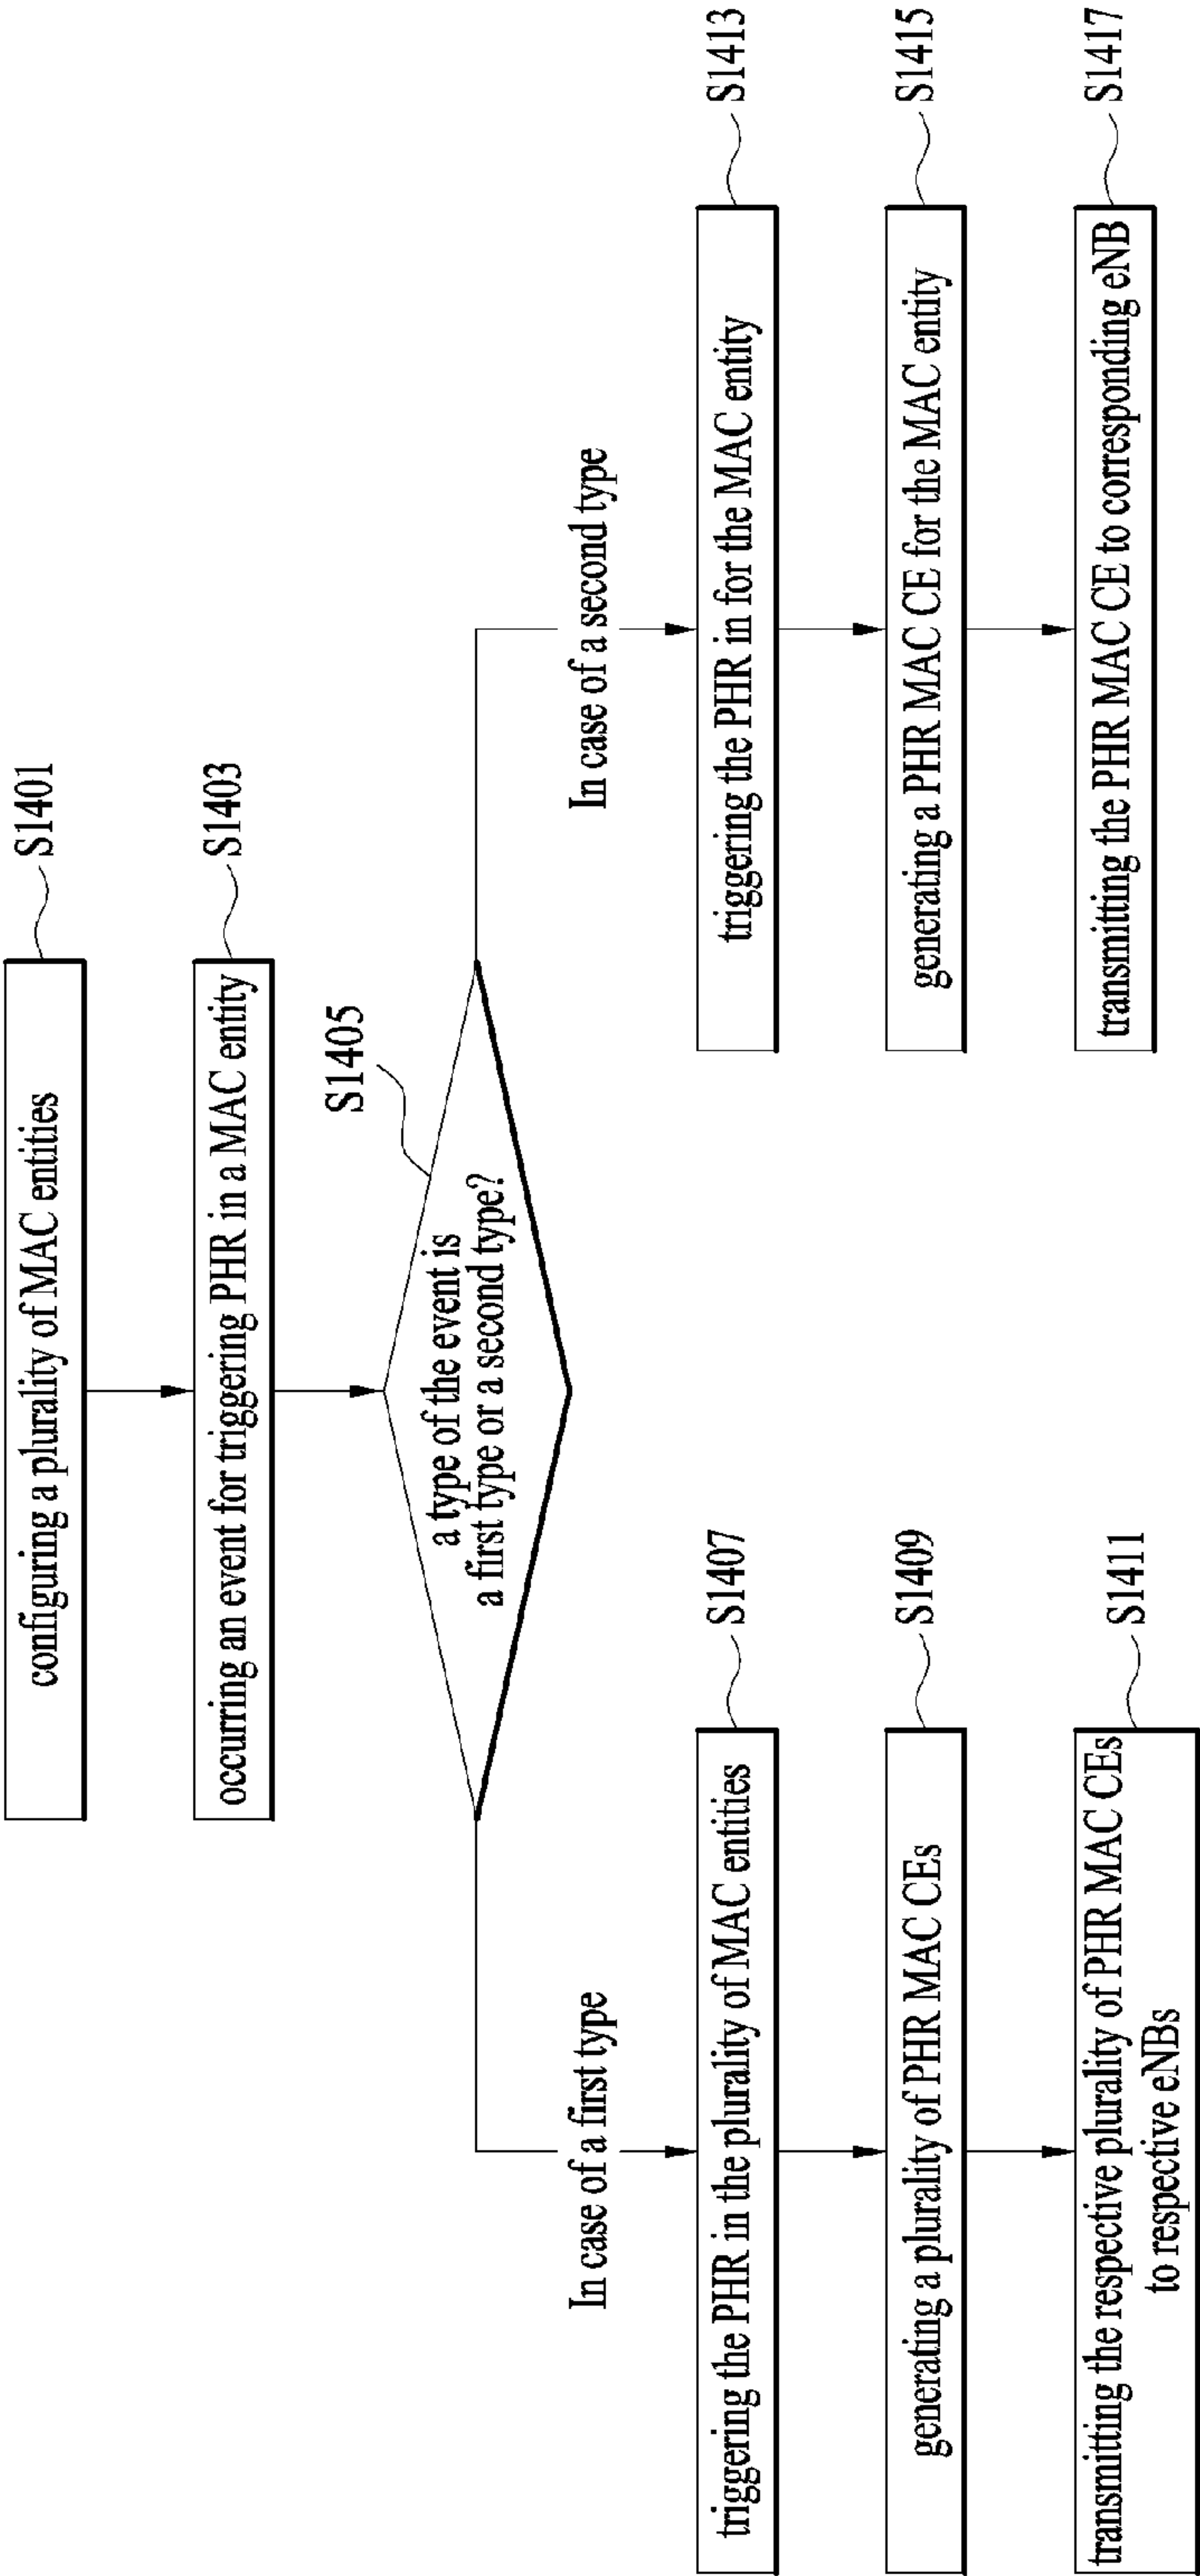 configuring a plurality of MAC entities
S1401
occurring an event for triggering PHR in a MAC entity
S1403
S1405
a type of the event is
a first type or a second type?
In case of a first type
In case of a second type
triggering the PHR in the plurality of MAC entities
S1407
generating a plurality of PHR MAC CEs
S1409
transmitting the respective plurality of PHR MAC CEs
to respective eNBs
S1411
triggering the PHR in for the MAC entity
S1413
generating a PHR MAC CE for the MAC entity
S1415
transmitting the PHR MAC CE to corresponding eNB
S1417